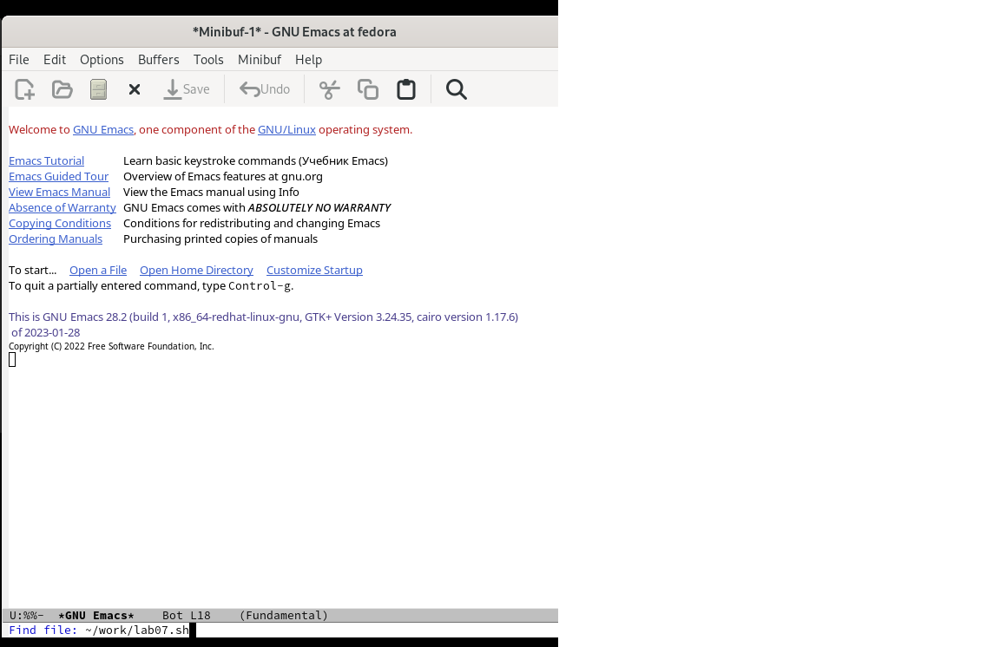 *Minibuf-1* - GNU Emacs at fedora
File Edit Options Buffers Tools Minibuf Help
Save Undo
Welcome to GNU Emacs, one component of the GNU/Linux operating system.
Emacs Tutorial Learn basic keystroke commands (Учебник Emacs)
Emacs Guided Tour Overview of Emacs features at gnu.org
View Emacs Manual View the Emacs manual using Info
Absence of Warranty GNU Emacs comes with ABSOLUTELY NO WARRANTY
Copying Conditions Conditions for redistributing and changing Emacs
Ordering Manuals Purchasing printed copies of manuals
To start... Open a File Open Home Directory Customize Startup
To quit a partially entered command, type Control-g.
This is GNU Emacs 28.2 (build 1, x86_64-redhat-linux-gnu, GTK+ Version 3.24.35, cairo version 1.17.6)
of 2023-01-28
Copyright (C) 2022 Free Software Foundation, Inc.
U:%%- *GNU Emacs* Bot L18 (Fundamental)
Find file: ~/work/lab07.sh